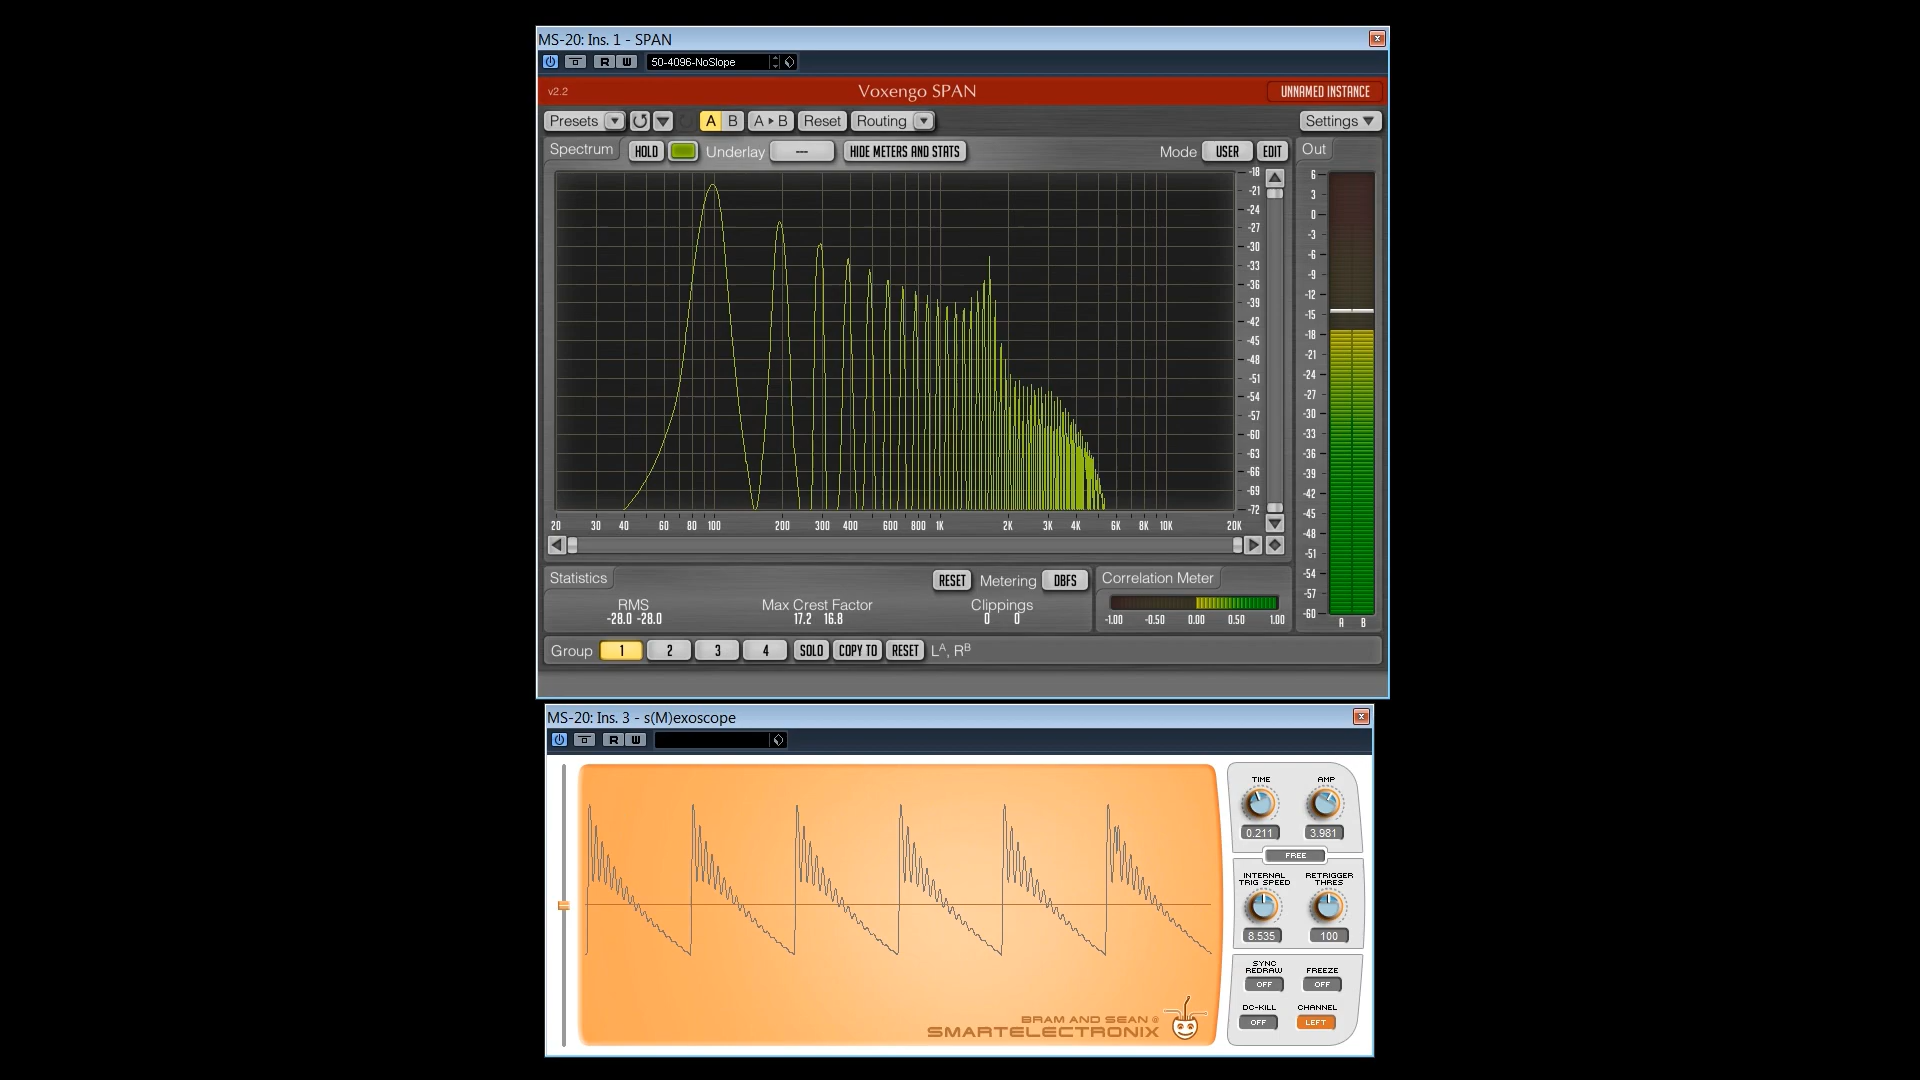 MS-20: Ins. 1 - SPAN
R W 50-4096-NoSlope
v2.2 Voxengo SPAN UNNAMED INSTANCE
Presets A B A ▸ B Reset Routing Settings
Spectrum HOLD Underlay --- HIDE METERS AND STATS Mode USER EDIT Out
-18 -21 -24 -27 -30 -33 -36 -39 -42 -45 -48 -51 -54 -57 -60 -63 -66 -69 -72
20 30 40 60 80 100 200 300 400 600 800 1K 2K 3K 4K 6K 8K 10K 20K
6 3 0 -3 -6 -9 -12 -15 -18 -21 -24 -27 -30 -33 -36 -39 -42 -45 -48 -51 -54 -57 -60
A B
Statistics RESET Metering DBFS Correlation Meter
RMS Max Crest Factor Clippings
-28.0 -28.0 17.2 16.8 0 0
-1.00 -0.50 0.00 0.50 1.00
Group 1 2 3 4 SOLO COPY TO RESET Lᴬ, Rᴮ
MS-20: Ins. 3 - s(M)exoscope
R W
TIME AMP
0.211 3.981
FREE
INTERNAL TRIG SPEED RETRIGGER THRES
8.535 100
SYNC REDRAW FREEZE
OFF OFF
DC-KILL CHANNEL
OFF LEFT
BRAM AND SEAN @
SMARTELECTRONIX